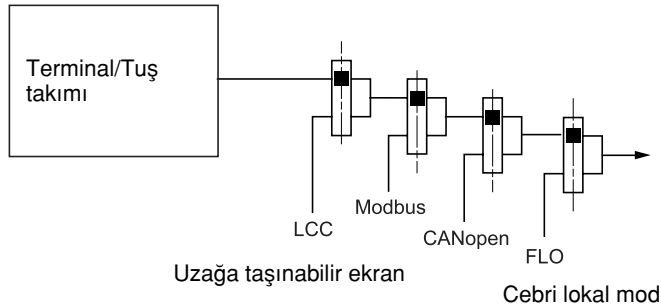 Terminal/Tuş
takımı
LCC
Modbus
CANopen
FLO
Uzağa taşınabilir ekran
Cebri lokal mod